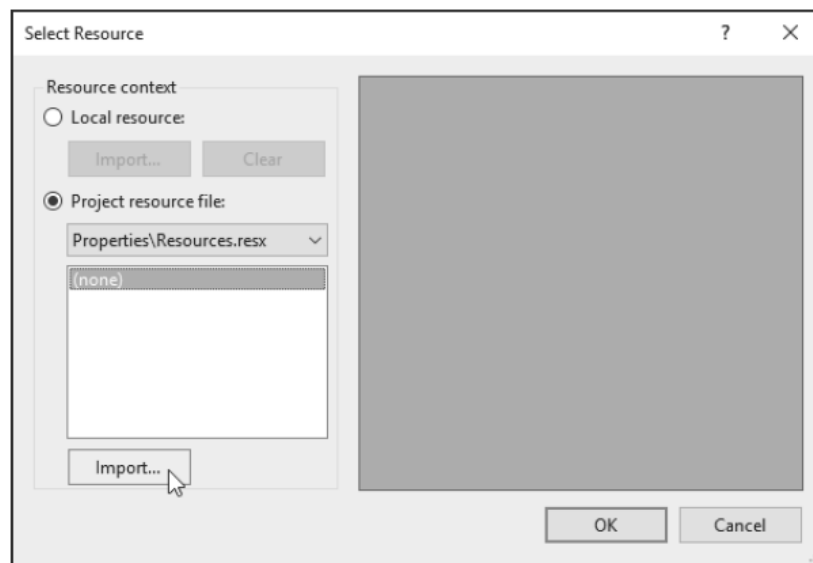 Select Resource
?
Resource context
Local resource:
Import... Clear
Project resource file:
Properties\Resources.resx
(none)
Import...
OK Cancel